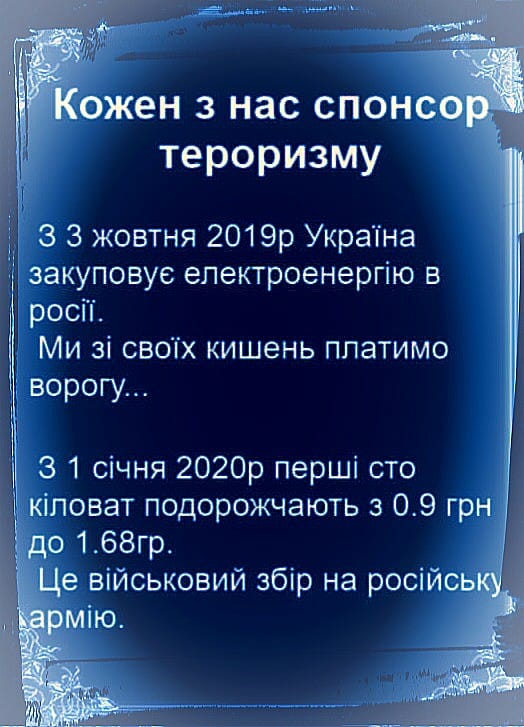 Кожен з нас спонсор
тероризму
З 3 жовтня 2019р Україна
закуповує електроенергію в
росії.
Ми зі своїх кишень платимо
ворогу...
З 1 січня 2020р перші сто
кіловат подорожчають з 0.9 грн
до 1.68гр.
Це військовий збір на російську
армію.